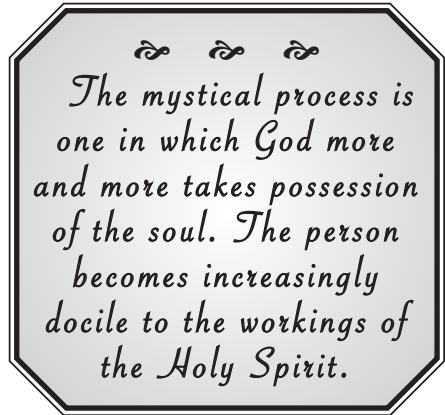 The mystical process is
one in which God more
and more takes possession
of the soul. The person
becomes increasingly
docile to the workings of
the Holy Spirit.